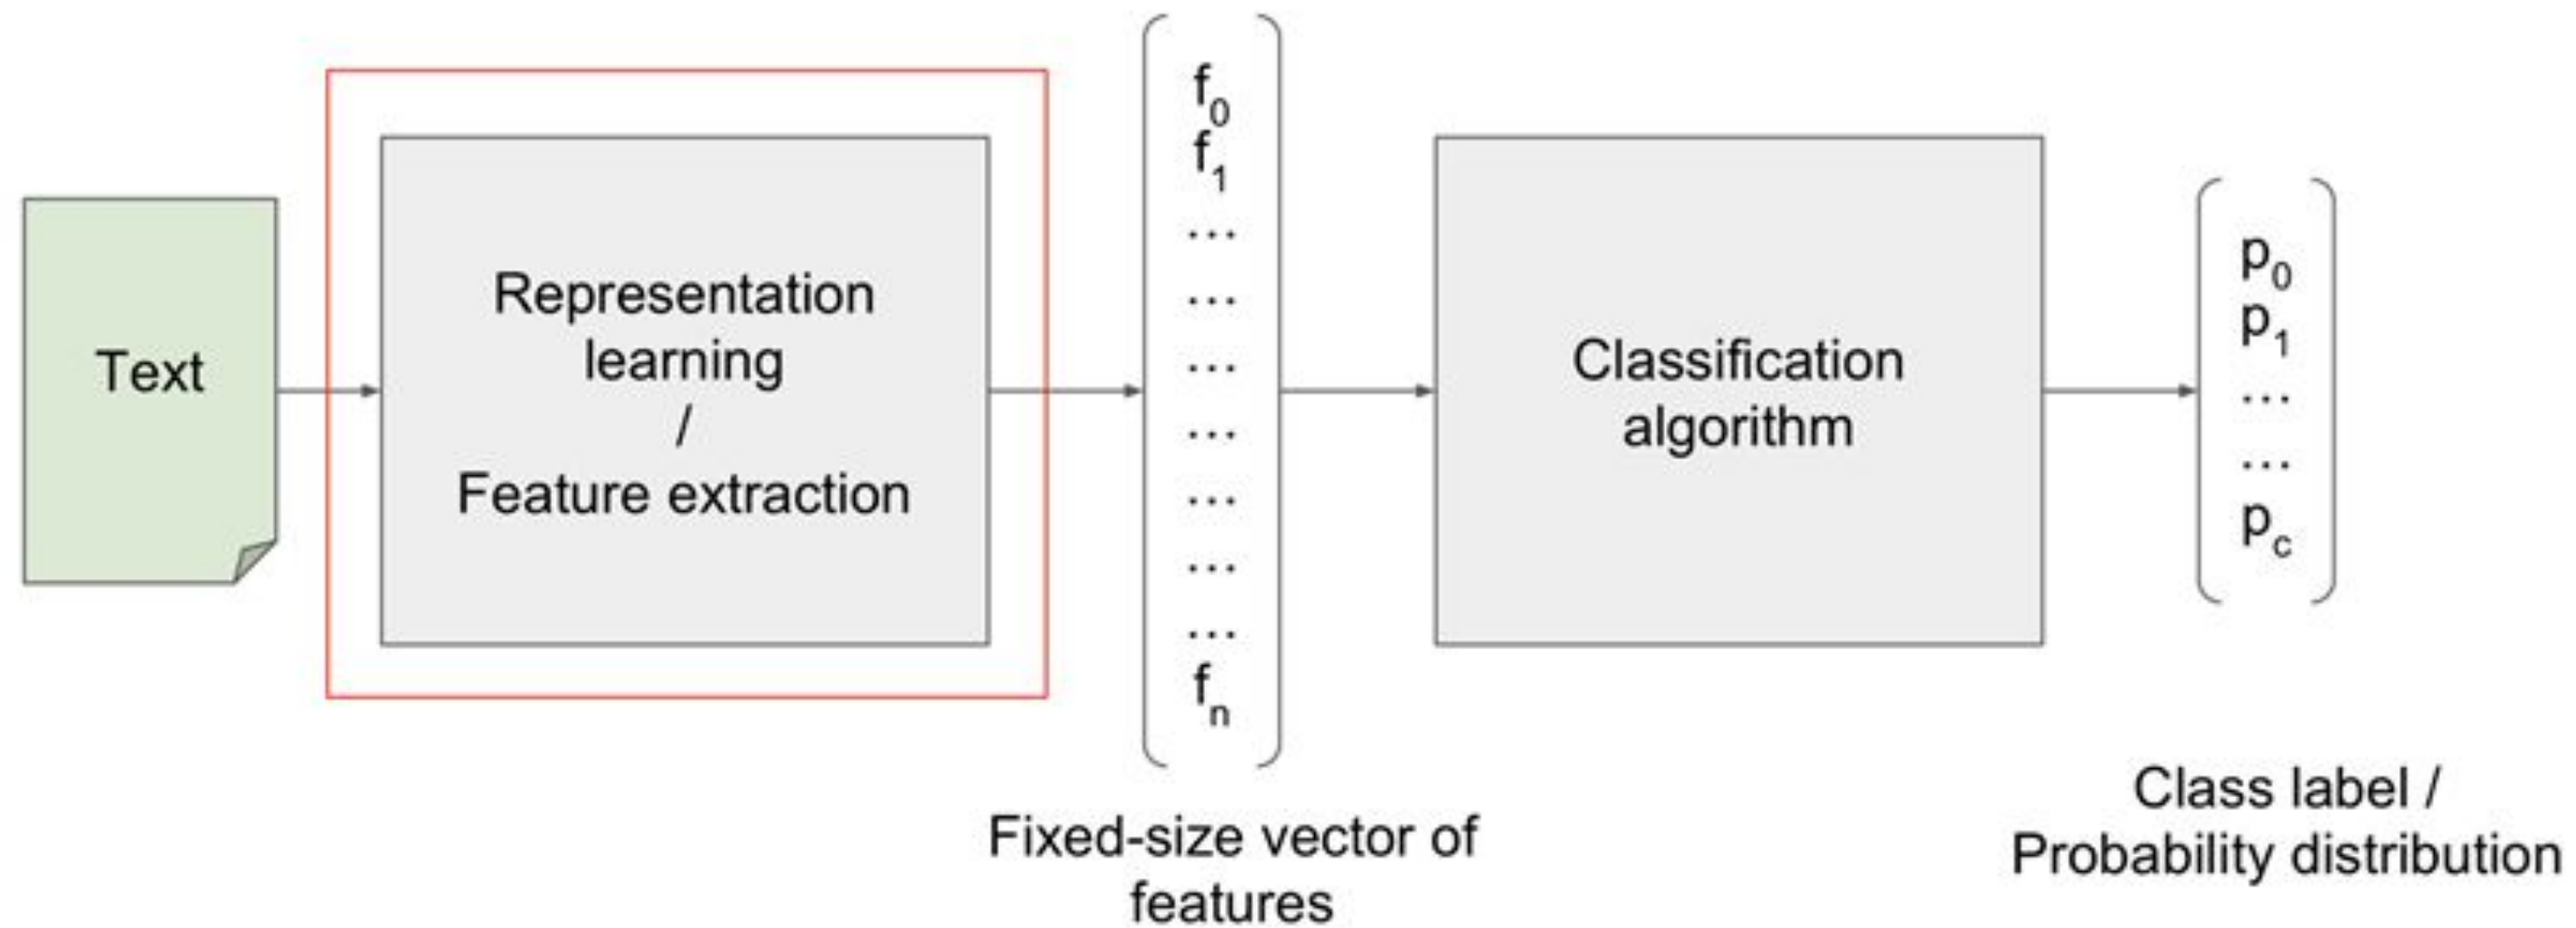 Text
Representation
learning
/
Feature extraction
f0
f1
...
...
...
...
...
...
...
fn
Fixed-size vector of
features
Classification
algorithm
p0
p1
...
...
pc
Class label /
Probability distribution